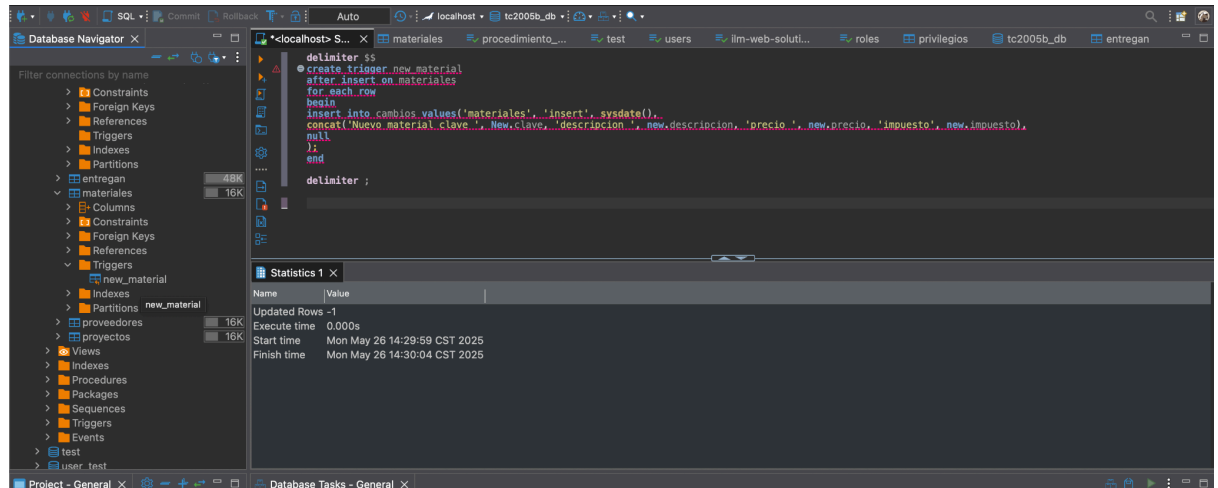 SQL
Commit
Rollback
Auto
localhost
tc2005b_db
Database Navigator
*<localhost> S...
materiales
procedimiento_...
test
users
ilm-web-soluti...
roles
privilegios
tc2005b_db
entregan
Filter connections by name
Constraints
Foreign Keys
References
Triggers
Indexes
Partitions
entregan 48K
materiales 16K
Columns
Constraints
Foreign Keys
References
Triggers
new_material
Indexes
Partitions
new_material
proveedores 16K
proyectos 16K
Views
Indexes
Procedures
Packages
Sequences
Triggers
Events
test
user_test
delimiter $$
create trigger new_material
after insert on materiales
for each row
begin
insert into cambios values('materiales', 'insert', sysdate(),
concat('Nuevo material clave ', New.clave, 'descripcion ', new.descripcion, 'precio ', new.precio, 'impuesto', new.impuesto),
null
);
end
delimiter ;
Statistics 1
Name Value
Updated Rows -1
Execute time 0.000s
Start time Mon May 26 14:29:59 CST 2025
Finish time Mon May 26 14:30:04 CST 2025
Project - General
Database Tasks - General